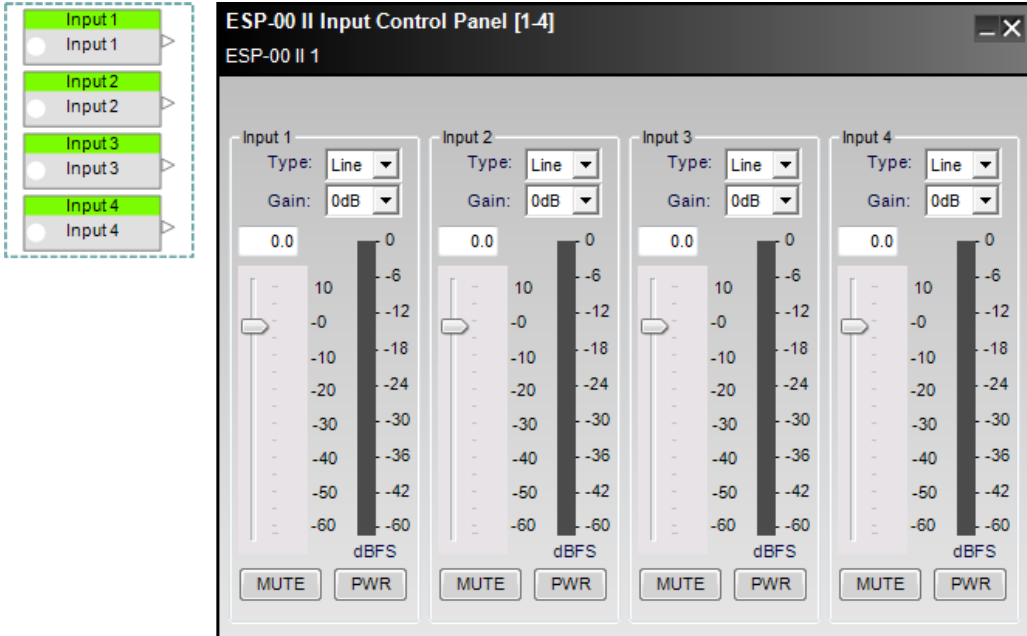 Input 1
Input 1
Input 2
Input 2
Input 3
Input 3
Input 4
Input 4
ESP-00 II Input Control Panel [1-4]
ESP-00 II 1
Input 1
Type: Line
Gain: 0dB
0.0
0
-6
10
-12
-0
-18
-10
-24
-20
-30
-30
-36
-40
-42
-50
-60
-60
dBFS
MUTE PWR
Input 2
Type: Line
Gain: 0dB
0.0
0
-6
10
-12
-0
-18
-10
-24
-20
-30
-30
-36
-40
-42
-50
-60
-60
dBFS
MUTE PWR
Input 3
Type: Line
Gain: 0dB
0.0
0
-6
10
-12
-0
-18
-10
-24
-20
-30
-30
-36
-40
-42
-50
-60
-60
dBFS
MUTE PWR
Input 4
Type: Line
Gain: 0dB
0.0
0
-6
10
-12
-0
-18
-10
-24
-20
-30
-30
-36
-40
-42
-50
-60
-60
dBFS
MUTE PWR